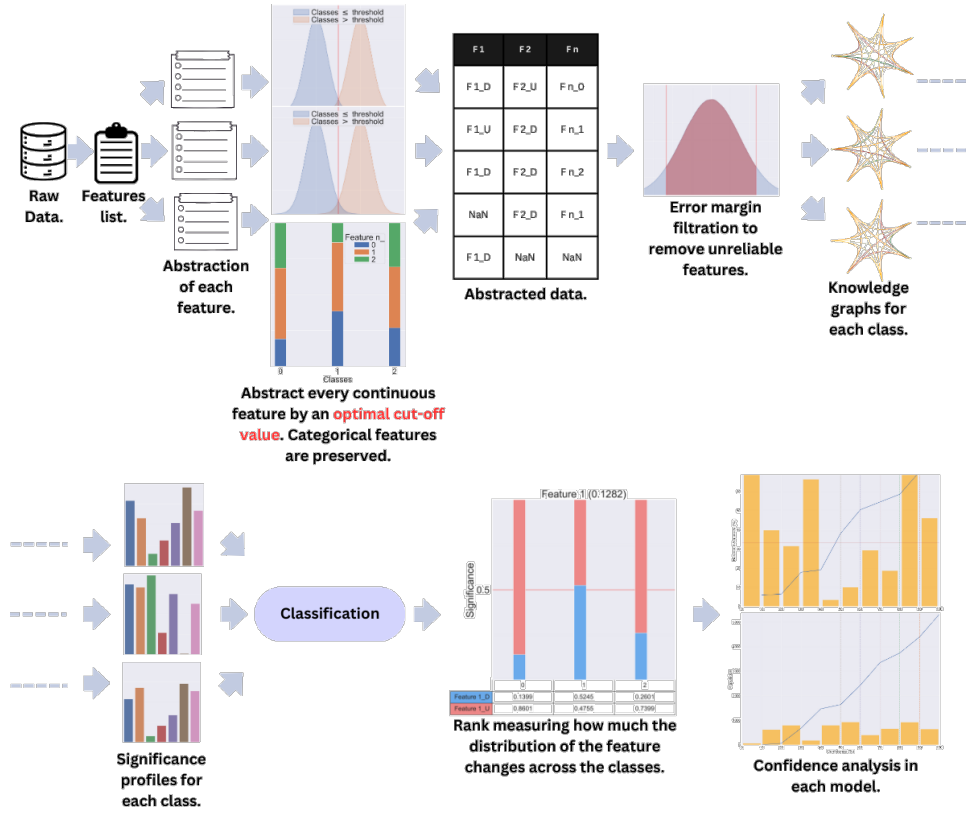 Classes ≤ threshold
Classes > threshold
Classes ≤ threshold
Classes > threshold
Raw
Data.
Features
list.
Abstraction
of each
feature.
Feature n_
0
1
2
0
1
2
Classes
Abstract every continuous
feature by an optimal cut-off
value. Categorical features
are preserved.
F1 F2 Fn
F1_D F2_U Fn_0
F1_U F2_D Fn_1
F1_D F2_D Fn_2
NaN F2_D Fn_1
F1_D NaN NaN
Abstracted data.
Error margin
filtration to
remove unreliable
features.
Knowledge
graphs for
each class.
Significance
profiles for
each class.
Classification
Feature 1 (0.1282)
Significance
0.5
0 1 2
Feature 1_D 0.1399 0.5245 0.2601
Feature 1_U 0.8601 0.4755 0.7399
Rank measuring how much the
distribution of the feature
changes across the classes.
Confidence analysis in
each model.